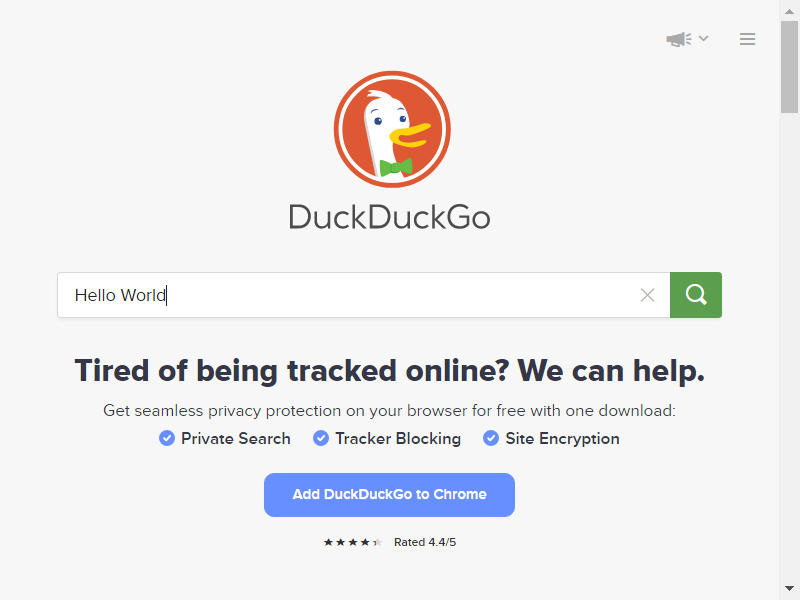 DuckDuckGo
Hello World
Tired of being tracked online? We can help.
Get seamless privacy protection on your browser for free with one download:
Private Search Tracker Blocking Site Encryption
Add DuckDuckGo to Chrome
Rated 4.4/5